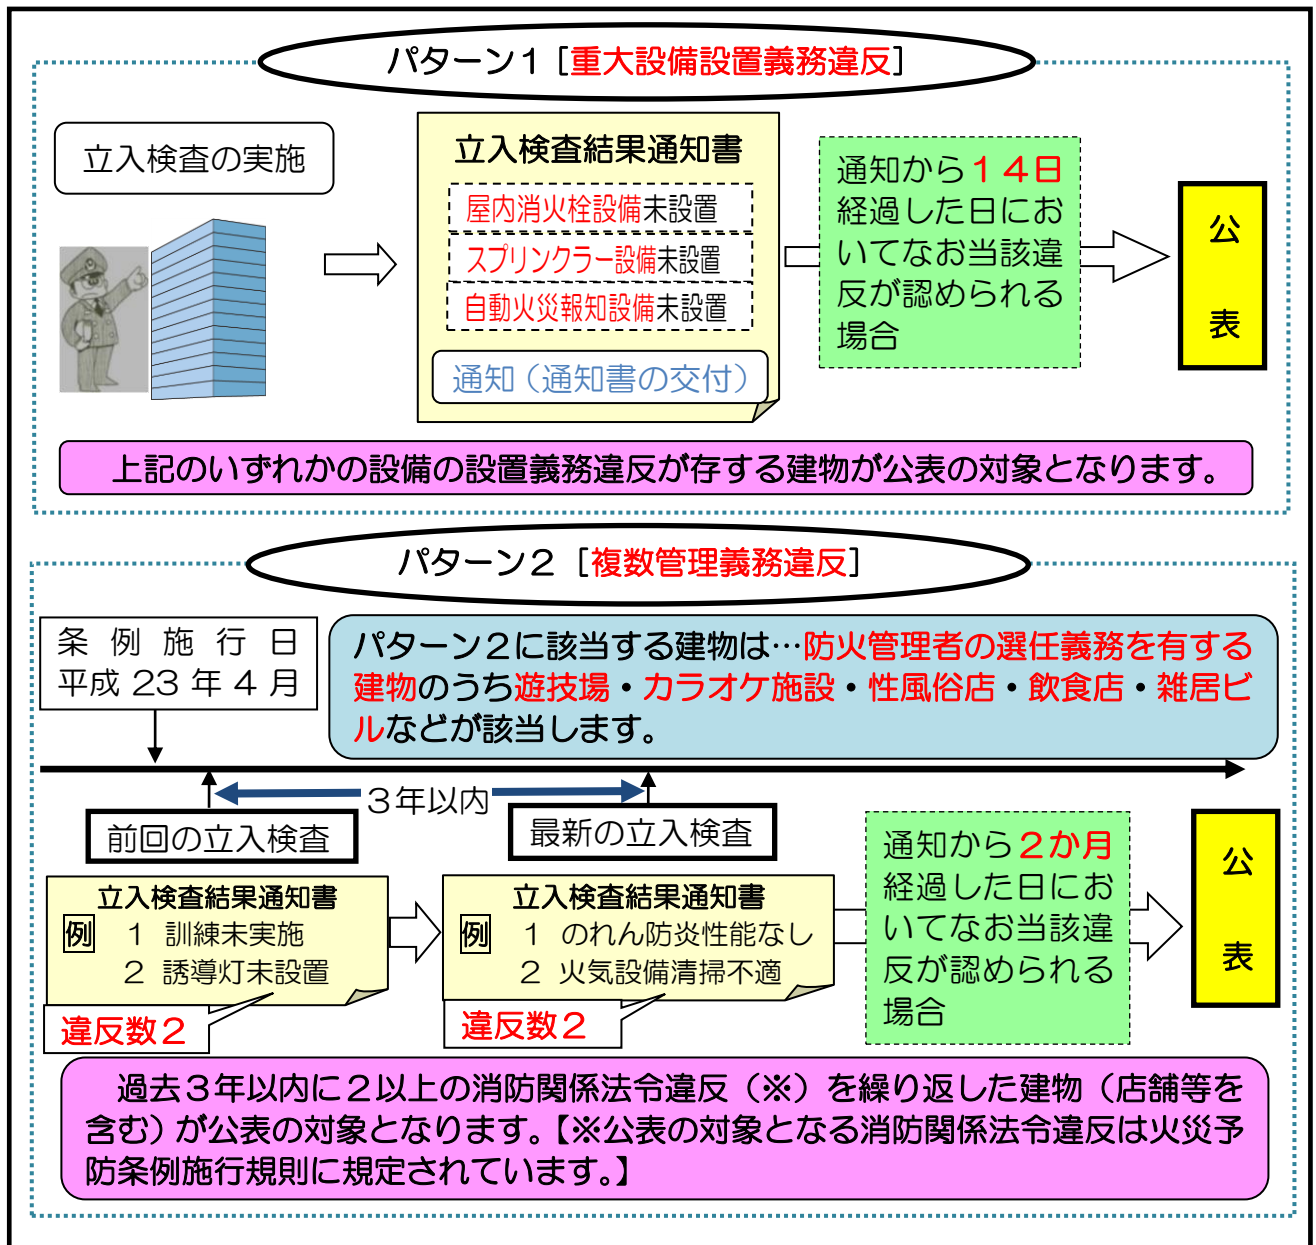 パターン１［重大設備設置義務違反］
立入検査の実施
立入検査結果通知書
屋内消火栓設備未設置
スプリンクラー設備未設置
自動火災報知設備未設置
通知（通知書の交付）
通知から１４日
経過した日にお
いてなお当該違
反が認められる
場合
公
表
上記のいずれかの設備の設置義務違反が存する建物が公表の対象となります。
パターン２［複数管理義務違反］
条例施行日
平成 23 年 4 月
パターン２に該当する建物は…防火管理者の選任義務を有する
建物のうち遊技場・カラオケ施設・性風俗店・飲食店・雑居ビ
ルなどが該当します。
３年以内
前回の立入検査
最新の立入検査
立入検査結果通知書
例
１ 訓練未実施
２ 誘導灯未設置
違反数２
立入検査結果通知書
例
１ のれん防炎性能なし
２ 火気設備清掃不適
違反数２
通知から２か月
経過した日にお
いてなお当該違
反が認められる
場合
公
表
過去３年以内に２以上の消防関係法令違反（※）を繰り返した建物（店舗等を
含む）が公表の対象となります。【※公表の対象となる消防関係法令違反は火災予
防条例施行規則に規定されています。】